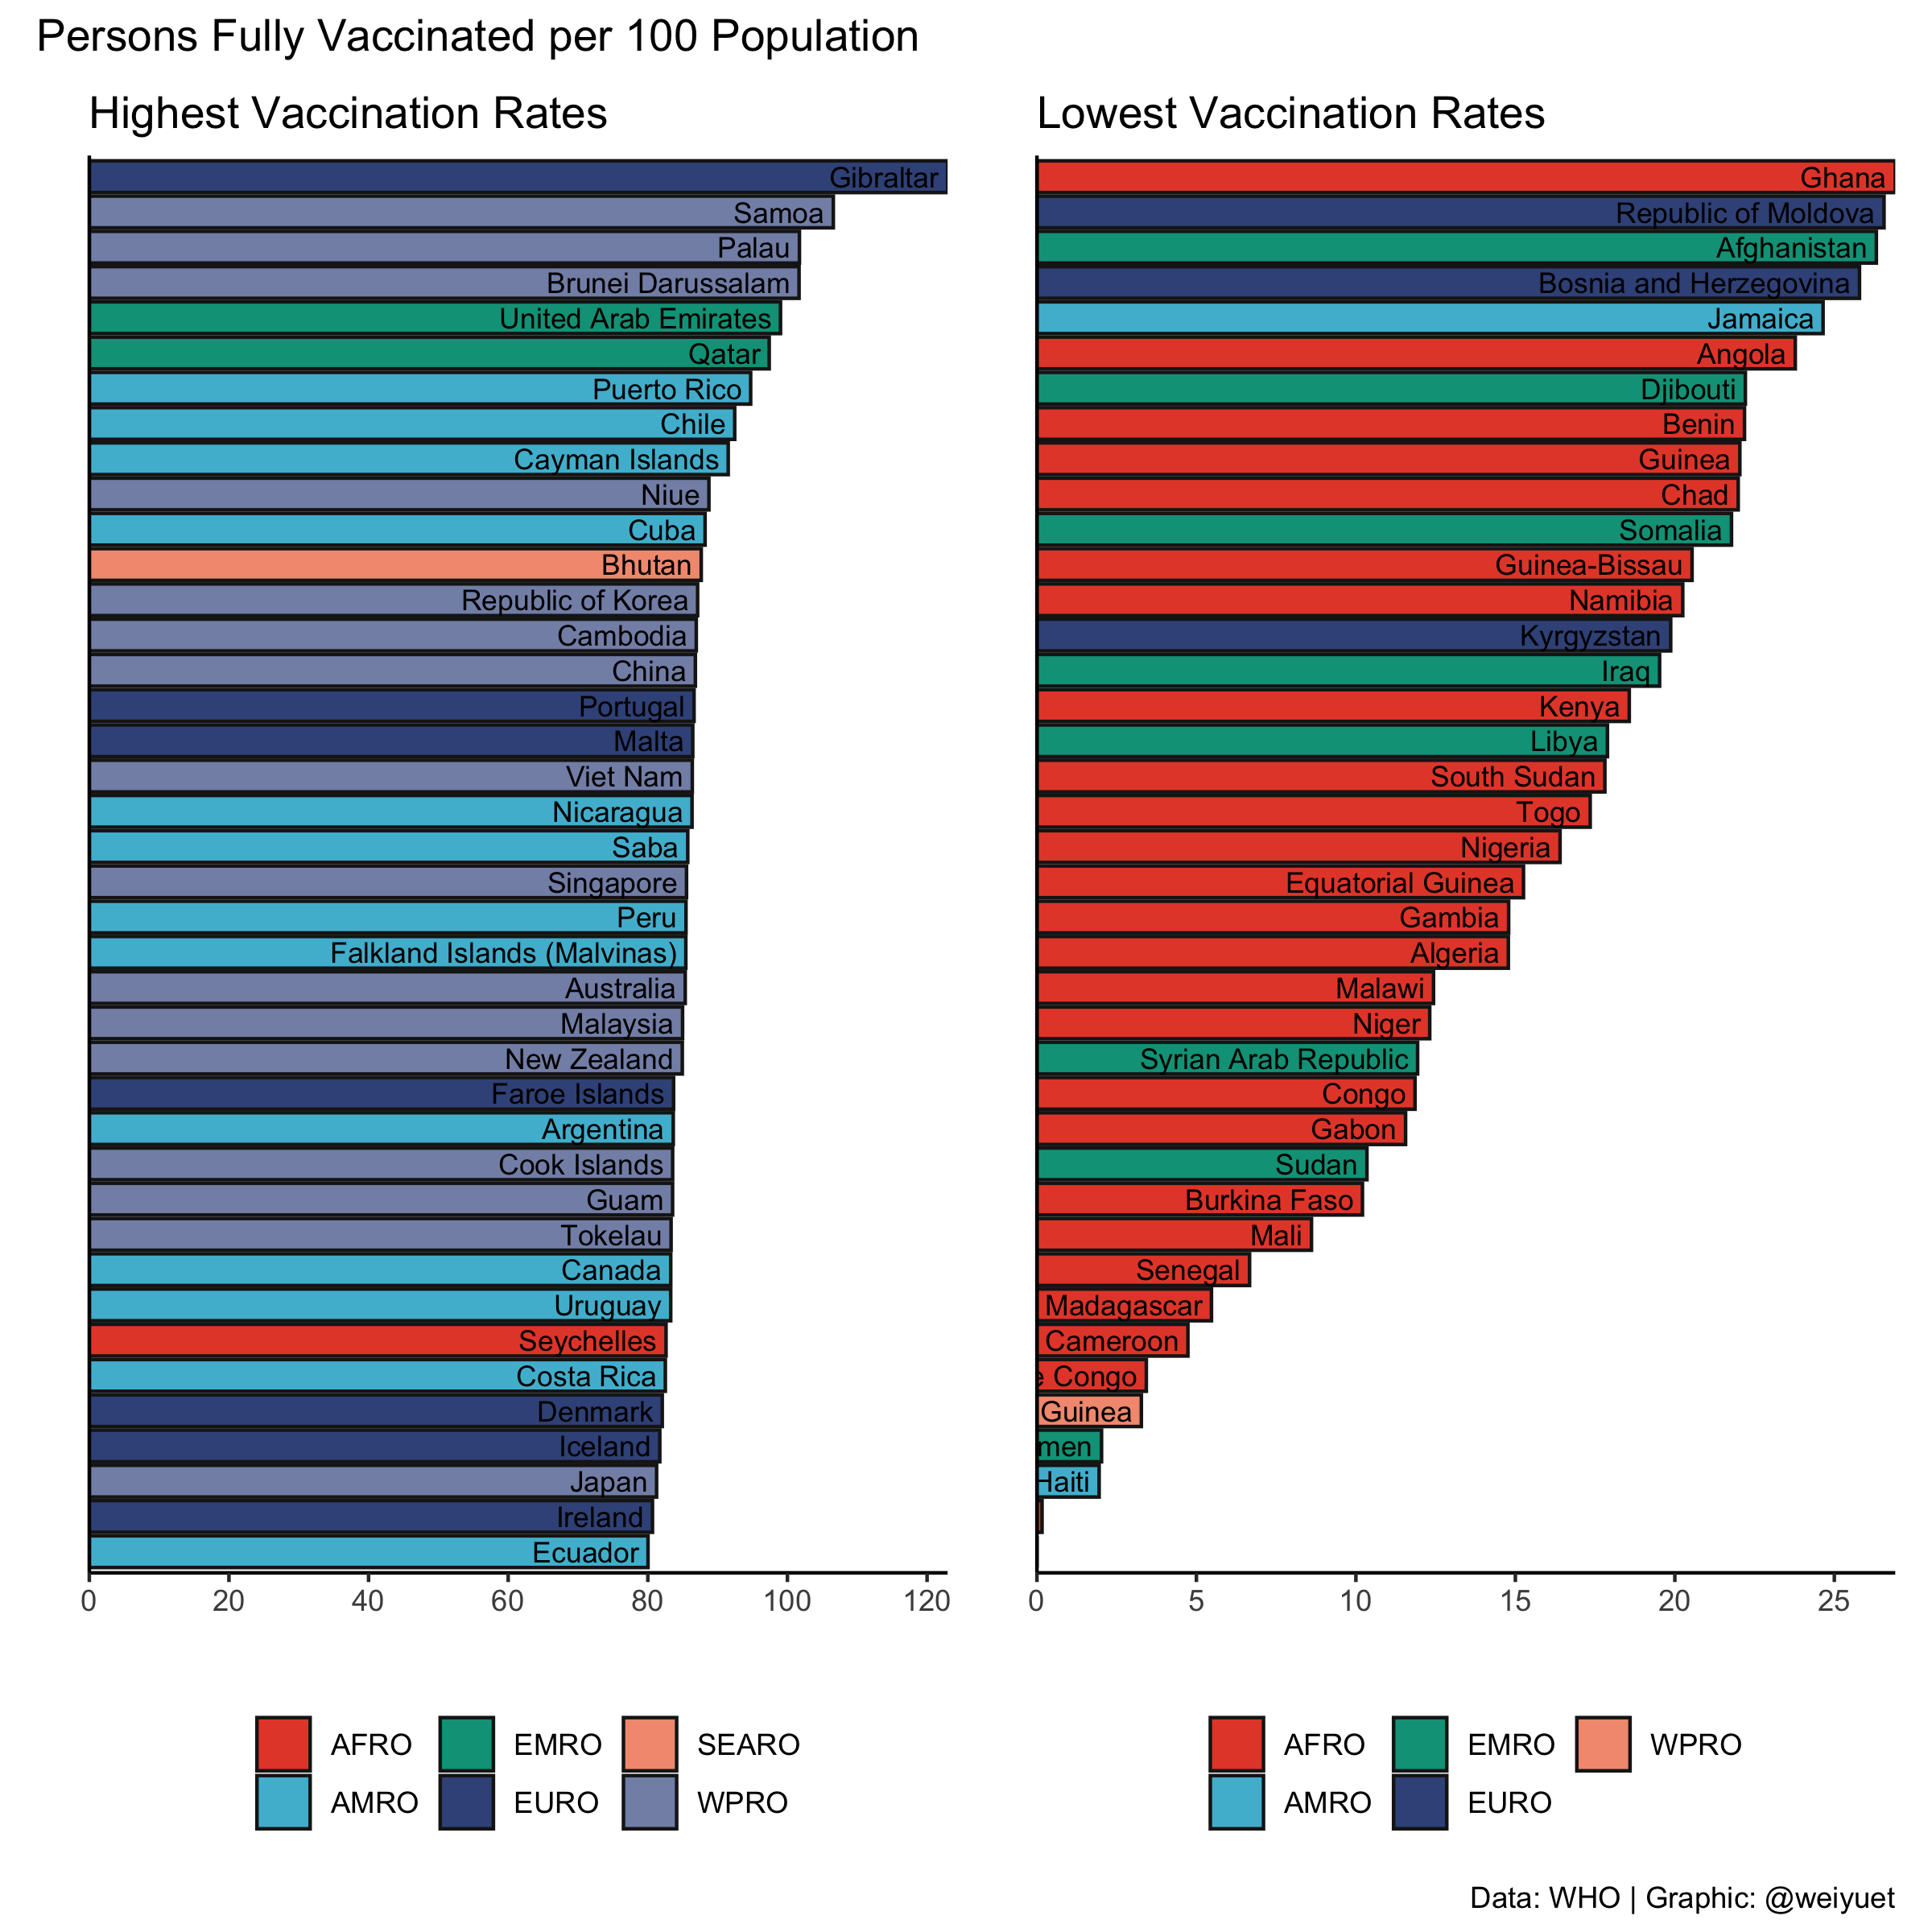 Persons Fully Vaccinated per 100 Population
Highest Vaccination Rates
Gibraltar
Samoa
Palau
Brunei Darussalam
United Arab Emirates
Qatar
Puerto Rico
Chile
Cayman Islands
Niue
Cuba
Bhutan
Republic of Korea
Cambodia
China
Portugal
Malta
Viet Nam
Nicaragua
Saba
Singapore
Peru
Falkland Islands (Malvinas)
Australia
Malaysia
New Zealand
Faroe Islands
Argentina
Cook Islands
Guam
Tokelau
Canada
Uruguay
Seychelles
Costa Rica
Denmark
Iceland
Japan
Ireland
Ecuador
0 20 40 60 80 100 120
AFRO EMRO SEARO
AMRO EURO WPRO
Lowest Vaccination Rates
Ghana
Republic of Moldova
Afghanistan
Bosnia and Herzegovina
Jamaica
Angola
Djibouti
Benin
Guinea
Chad
Somalia
Guinea-Bissau
Namibia
Kyrgyzstan
Iraq
Kenya
Libya
South Sudan
Togo
Nigeria
Equatorial Guinea
Gambia
Algeria
Malawi
Niger
Syrian Arab Republic
Congo
Gabon
Sudan
Burkina Faso
Mali
Senegal
Madagascar
Cameroon
e Congo
Guinea
men
Haiti
0 5 10 15 20 25
AFRO EMRO WPRO
AMRO EURO
Data: WHO | Graphic: @weiyuet